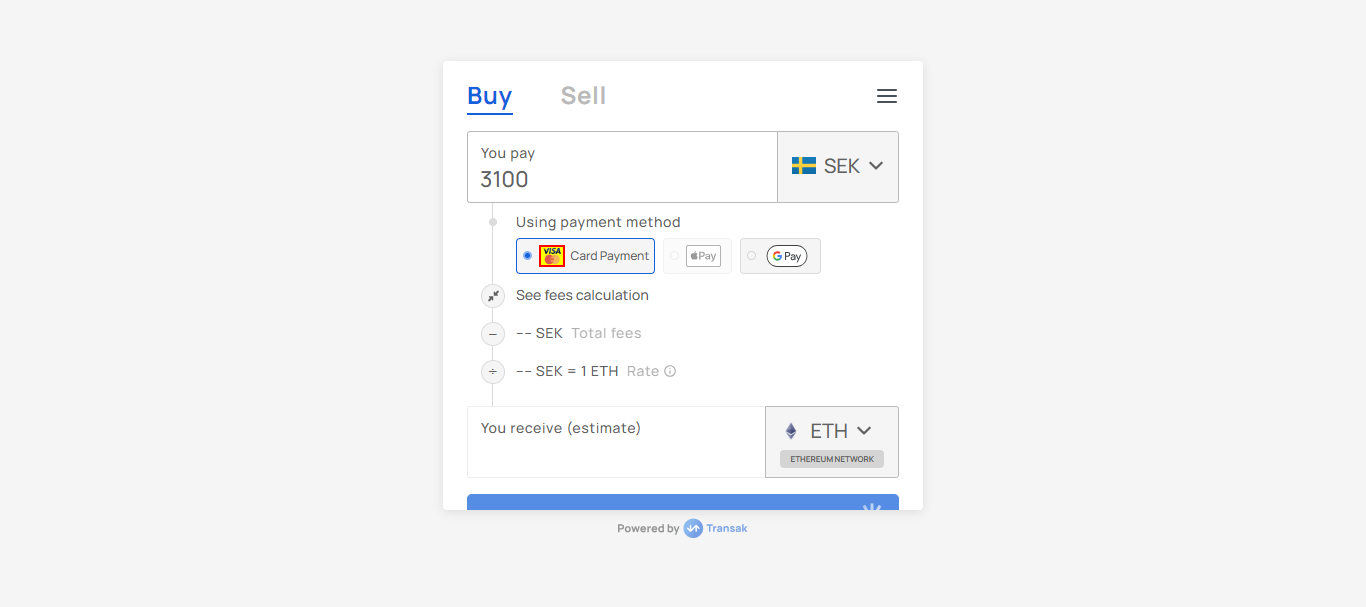 Buy Sell
You pay
3100
SEK
Using payment method
VISA Card Payment Pay G Pay
See fees calculation
−− SEK Total fees
−− SEK = 1 ETH Rate
You receive (estimate)
ETH
ETHEREUM NETWORK
Powered by Transak